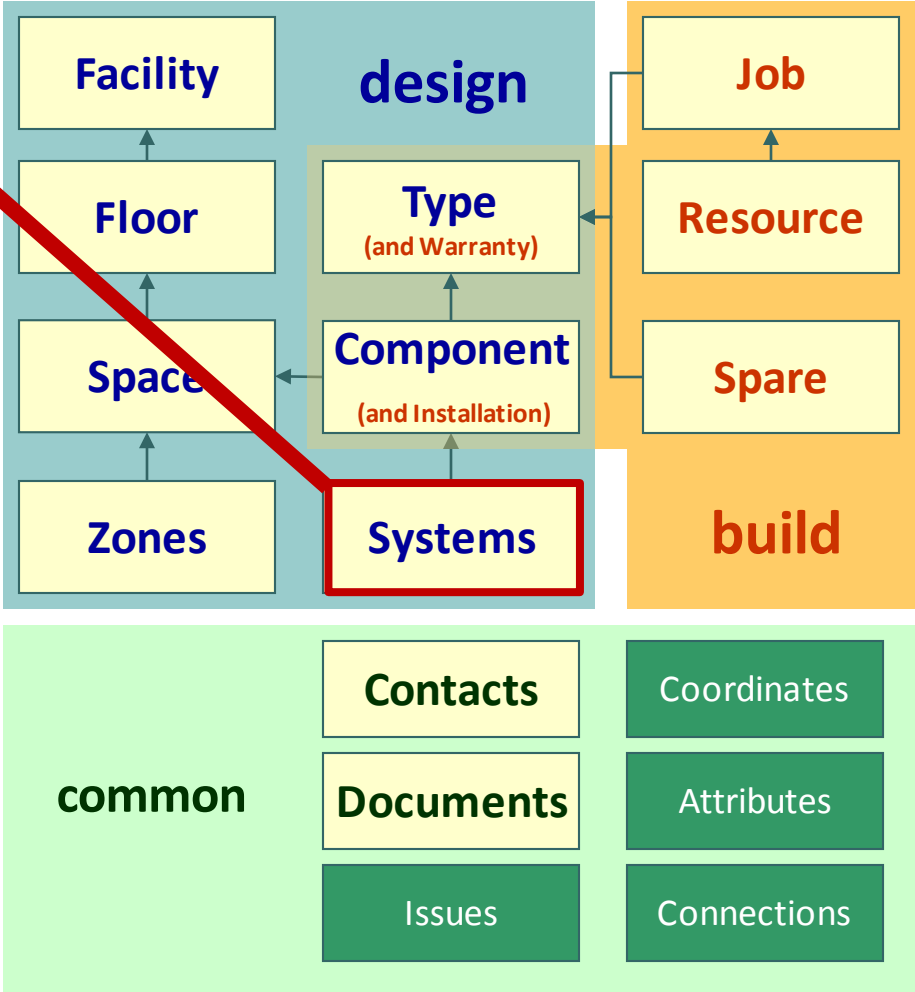 Facility
design
Job
Floor
Type
(and Warranty)
Resource
Space
Component
(and Installation)
Spare
Zones
Systems
build
Contacts
Coordinates
common
Documents
Attributes
Issues
Connections